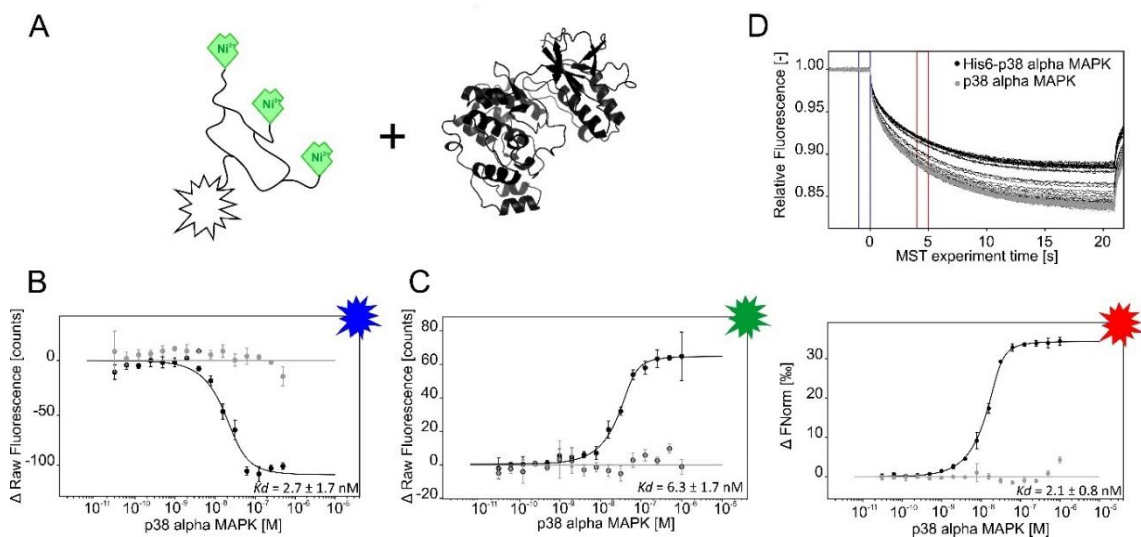 A
Ni²⁺
Ni²⁺
Ni²⁺
+
D
Relative Fluorescence [-]
1.00
0.95
0.90
0.85
His6-p38 alpha MAPK
p38 alpha MAPK
0
5
10
15
20
MST experiment time [s]
B
Δ Raw Fluorescence [counts]
0
-50
-100
Kd = 2.7 ± 1.7 nM
10⁻¹¹ 10⁻¹⁰ 10⁻⁹ 10⁻⁸ 10⁻⁷ 10⁻⁶ 10⁻⁵
p38 alpha MAPK [M]
C
Δ Raw Fluorescence [counts]
80
60
40
20
0
-20
Kd = 6.3 ± 1.7 nM
10⁻¹¹ 10⁻¹⁰ 10⁻⁹ 10⁻⁸ 10⁻⁷ 10⁻⁶ 10⁻⁵
p38 alpha MAPK [M]
Δ FNorm [‰]
30
20
10
0
Kd = 2.1 ± 0.8 nM
10⁻¹¹ 10⁻¹⁰ 10⁻⁹ 10⁻⁸ 10⁻⁷ 10⁻⁶ 10⁻⁵
p38 alpha MAPK [M]